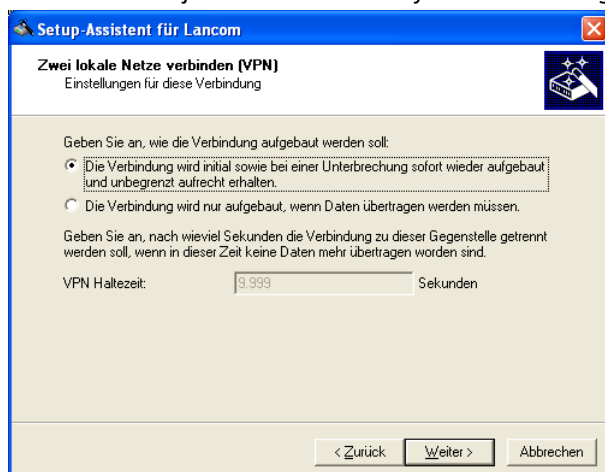 Setup-Assistent für Lancom
Zwei lokale Netze verbinden (VPN)
Einstellungen für diese Verbindung
Geben Sie an, wie die Verbindung aufgebaut werden soll:
Die Verbindung wird initial sowie bei einer Unterbrechung sofort wieder aufgebaut
und unbegrenzt aufrecht erhalten.
Die Verbindung wird nur aufgebaut, wenn Daten übertragen werden müssen.
Geben Sie an, nach wieviel Sekunden die Verbindung zu dieser Gegenstelle getrennt
werden soll, wenn in dieser Zeit keine Daten mehr übertragen worden sind.
VPN Haltezeit: 9.999 Sekunden
< Zurück Weiter > Abbrechen